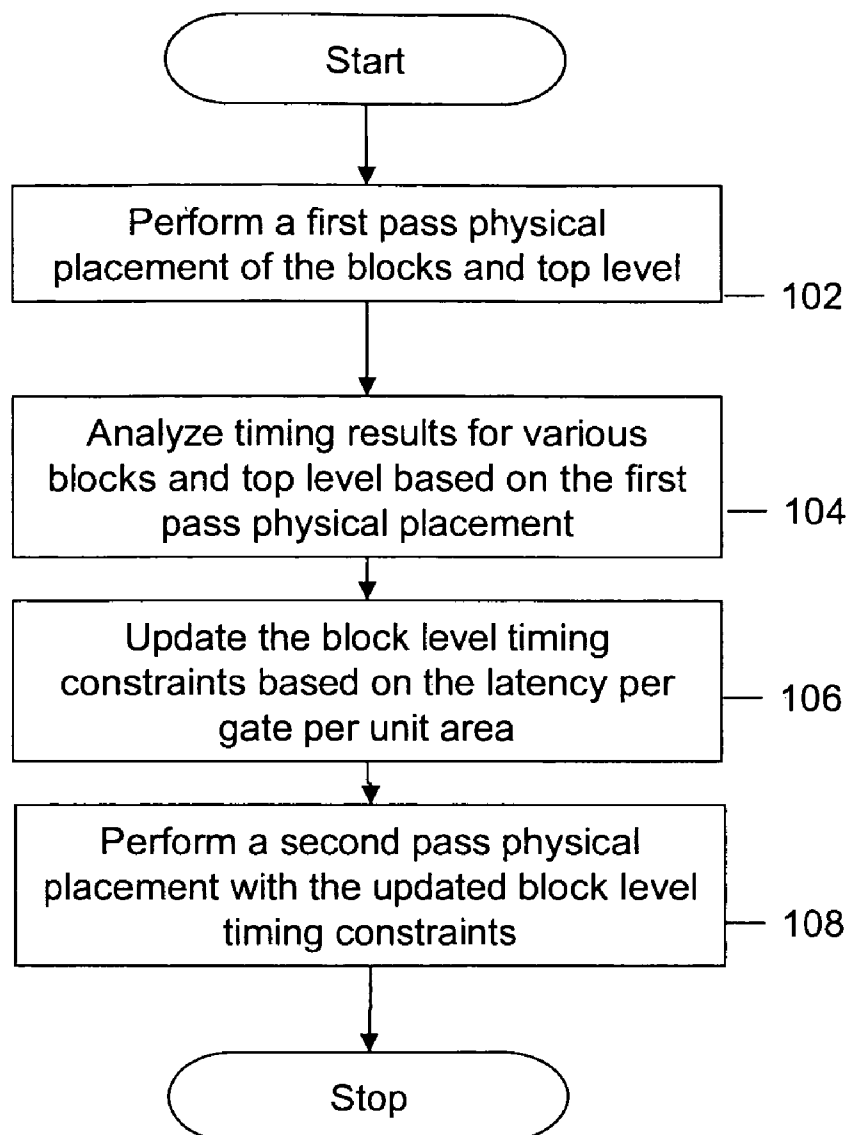 Start
Perform a first pass physical
placement of the blocks and top level
102
Analyze timing results for various
blocks and top level based on the first
pass physical placement
104
Update the block level timing
constraints based on the latency per
gate per unit area
106
Perform a second pass physical
placement with the updated block level
timing constraints
108
Stop